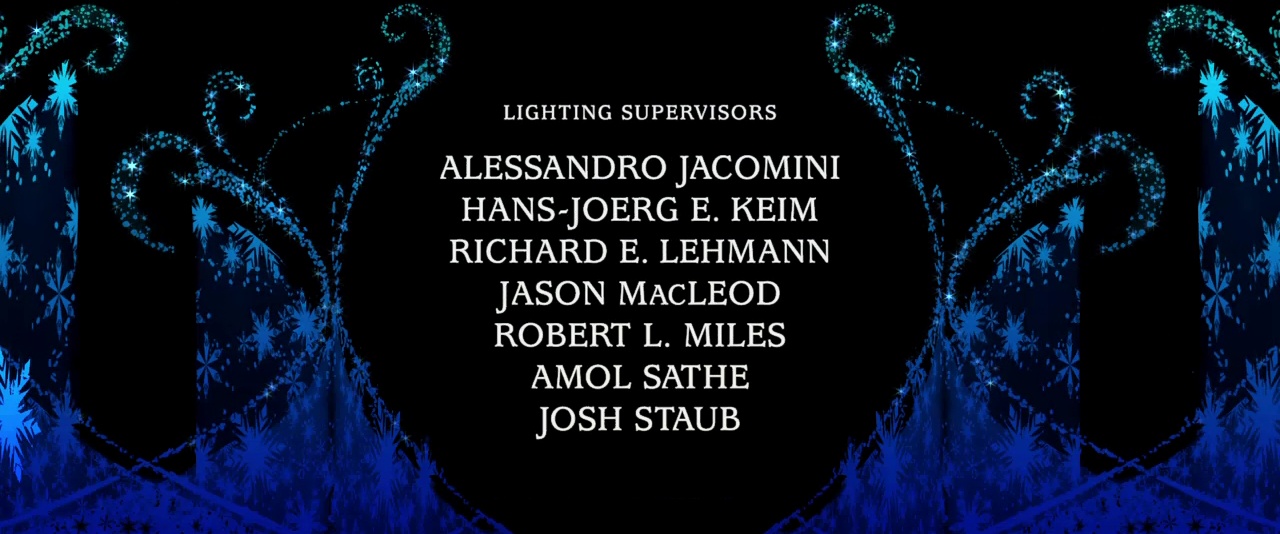 LIGHTING SUPERVISORS
ALESSANDRO JACOMINI
HANS-JOERG E. KEIM
RICHARD E. LEHMANN
JASON MACLEOD
ROBERT L. MILES
AMOL SATHE
JOSH STAUB